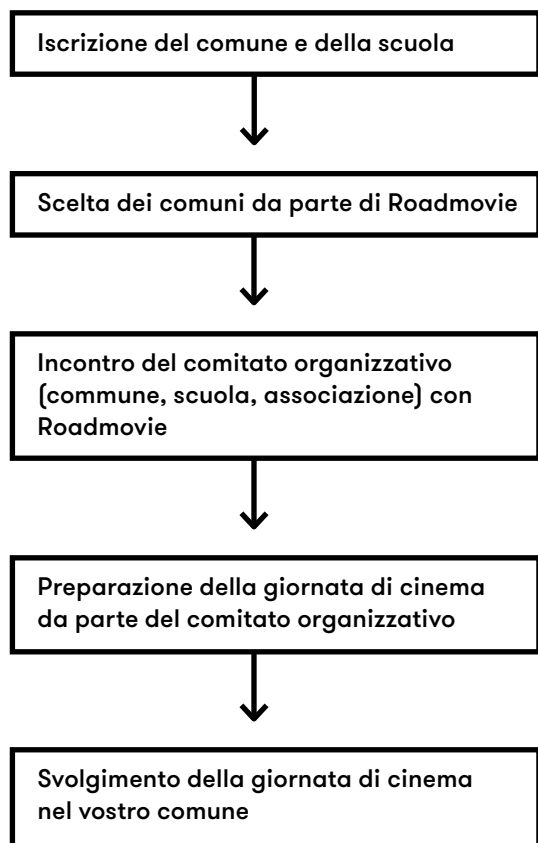 Iscrizione del comune e della scuola
Scelta dei comuni da parte di Roadmovie
Incontro del comitato organizzativo
(commune, scuola, associazione) con
Roadmovie
Preparazione della giornata di cinema
da parte del comitato organizzativo
Svolgimento della giornata di cinema
nel vostro comune